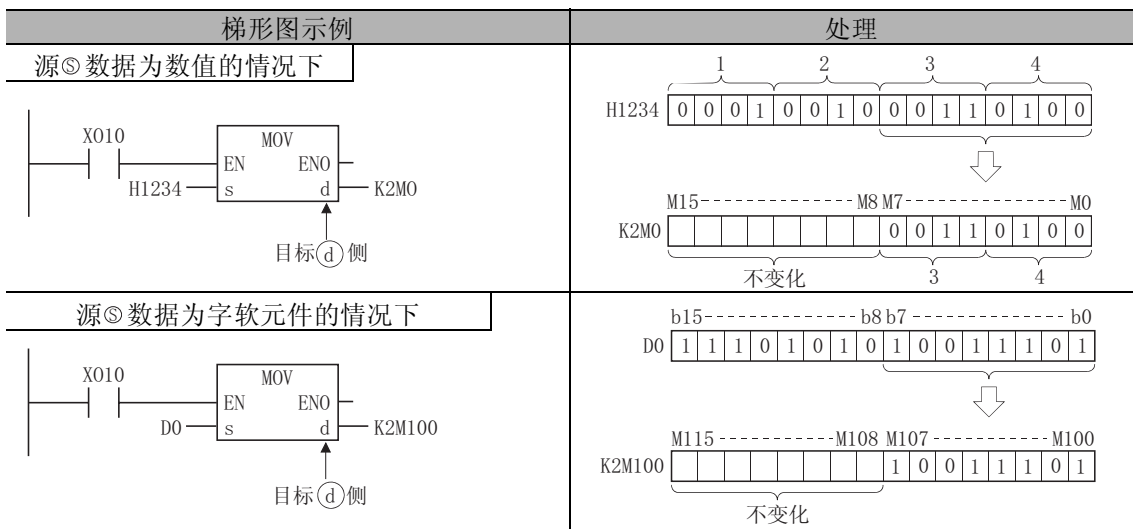 梯形图示例
处理
源Ⓢ数据为数值的情况下
X010
MOV
EN ENO
H1234 s d K2M0
目标ⓓ侧
1 2 3 4
H1234 0 0 0 1 0 0 1 0 0 0 1 1 0 1 0 0
M15 M8 M7 M0
K2M0 0 0 1 1 0 1 0 0
不变化 3 4
源Ⓢ数据为字软元件的情况下
X010
MOV
EN ENO
D0 s d K2M100
目标ⓓ侧
b15 b8 b7 b0
D0 1 1 1 0 1 0 1 0 1 0 0 1 1 1 0 1
M115 M108 M107 M100
K2M100 1 0 0 1 1 1 0 1
不变化